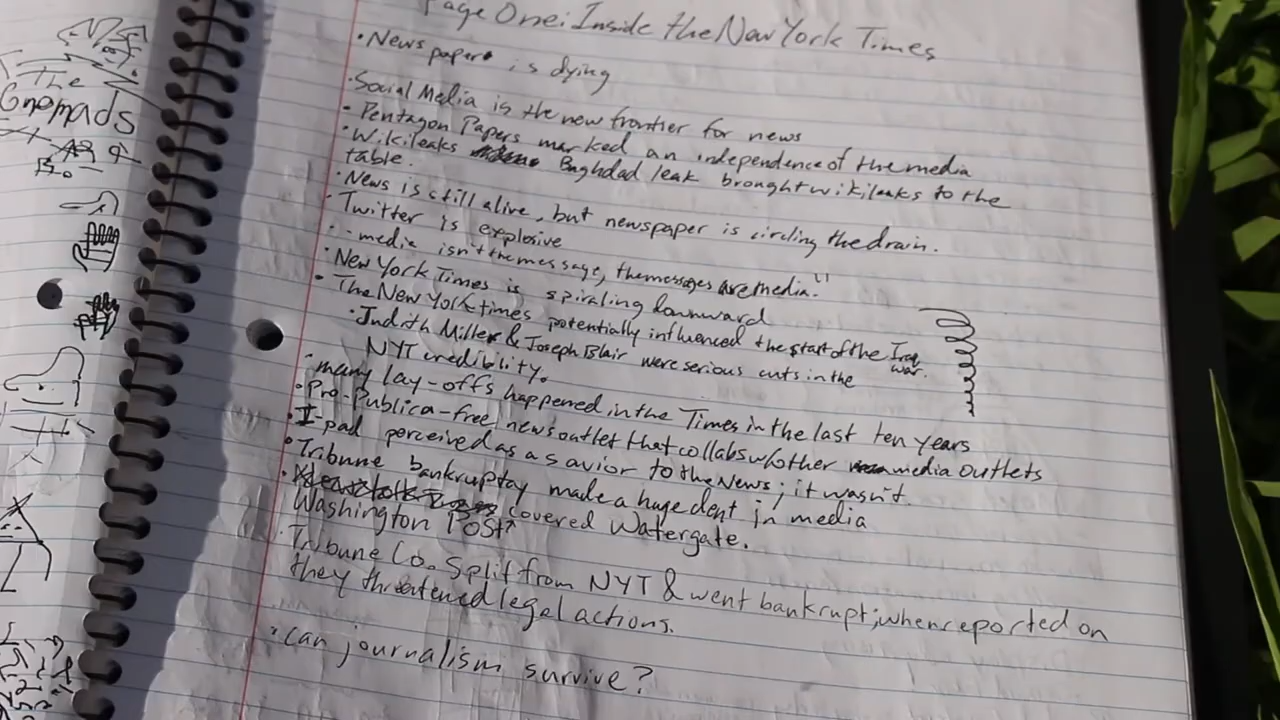 The
Gnomads
Page One: Inside the New York Times
• Newspaper is dying
• Social Media is the new frontier for news
• Pentagon Papers marked an independence of the media
• Wikileaks Baghdad leak brought wikileaks to the
table.
• News is still alive, but newspaper is circling the drain.
• Twitter is explosive
• "media isn't the message, the messages are media."
• New York Times is spiraling downward
• The New York times potentially influenced the start of the Iraq
war.
• Judith Miller & Joseph Blair were serious cuts in the
NYT credibility.
• many lay-offs happened in the Times in the last ten years
• Pro-Publica-free news outlet that collabs w/other media outlets
• I-pad perceived as a savior to the News; it wasn't
• Tribune bankruptcy made a huge dent in media
• covered Watergate.
Washington Post^
• Tribune Co. Split from NYT & went bankrupt; when reported on
they threatened legal actions.
• can journalism survive?